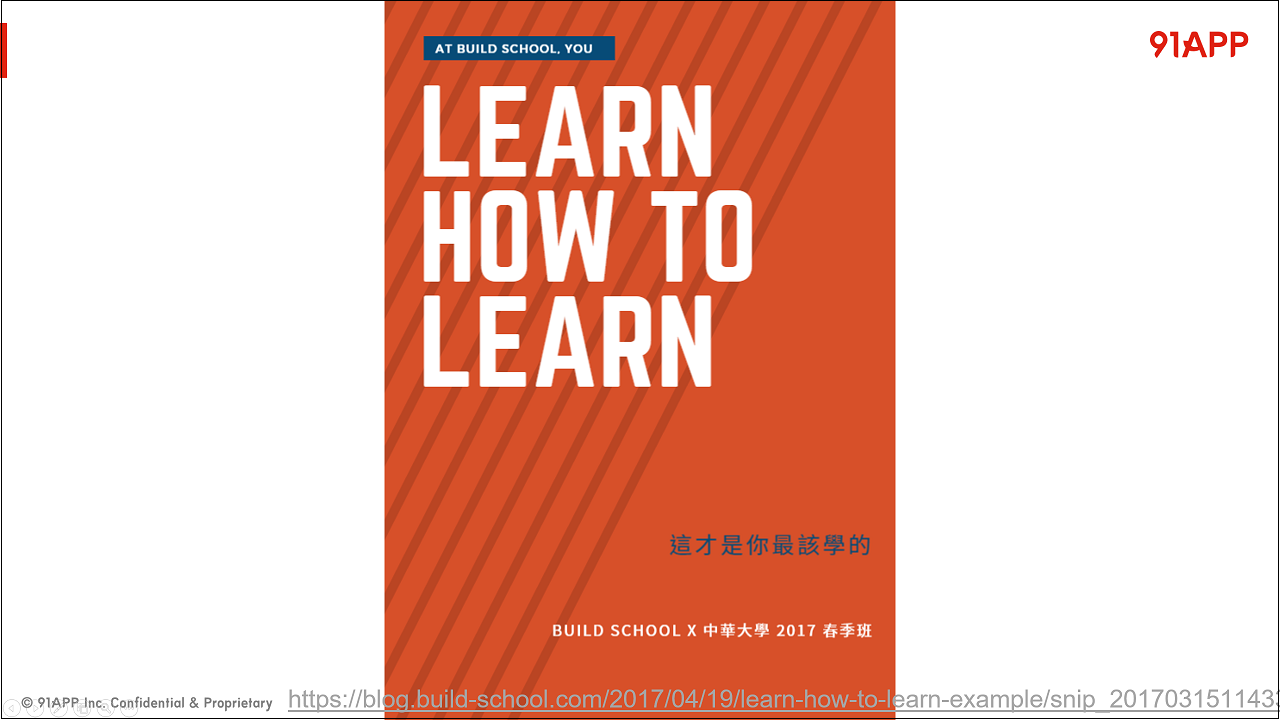 91APP
AT BUILD SCHOOL, YOU
LEARN
HOW TO
LEARN
這才是你最該學的
BUILD SCHOOL X 中華大學 2017 春季班
© 91APP Inc. Confidential & Proprietary
https://blog.build-school.com/2017/04/19/learn-how-to-learn-example/snip_20170315114432